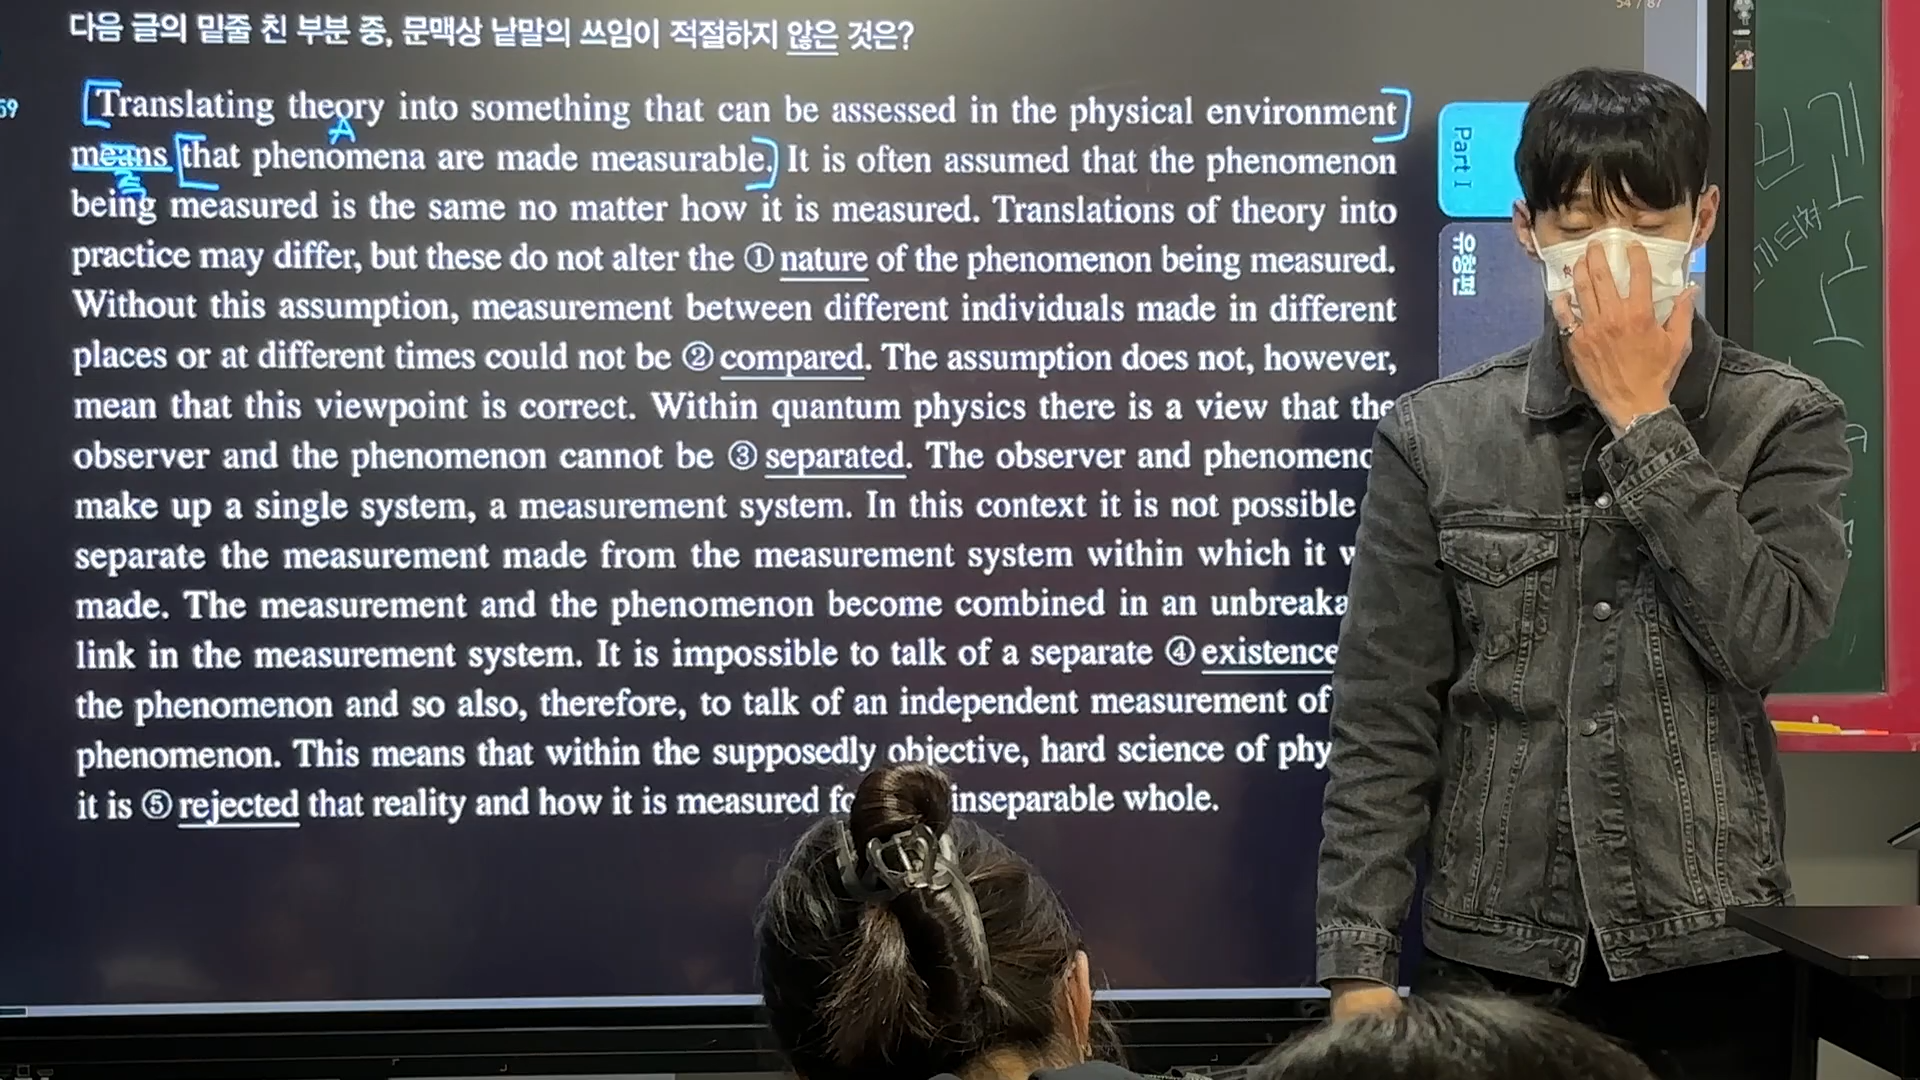 54 / 87
다음 글의 밑줄 친 부분 중, 문맥상 낱말의 쓰임이 적절하지 않은 것은?
59
Translating theory into something that can be assessed in the physical environment
A
means that phenomena are made measurable. It is often assumed that the phenomenon
being measured is the same no matter how it is measured. Translations of theory into
practice may differ, but these do not alter the ① nature of the phenomenon being measured.
Without this assumption, measurement between different individuals made in different
places or at different times could not be ② compared. The assumption does not, however,
mean that this viewpoint is correct. Within quantum physics there is a view that the
observer and the phenomenon cannot be ③ separated. The observer and
make up a single system, a measurement system. In this context it is not possible
separate the measurement made from the measurement system within which it
made. The measurement and the phenomenon become combined in an
link in the measurement system. It is impossible to talk of a separate ④ existence
the phenomenon and so also, therefore, to talk of an independent measurement of
phenomenon. This means that within the supposedly objective, hard science of
it is ⑤ rejected that reality and how it is measured inseparable whole.
Part I
유형편